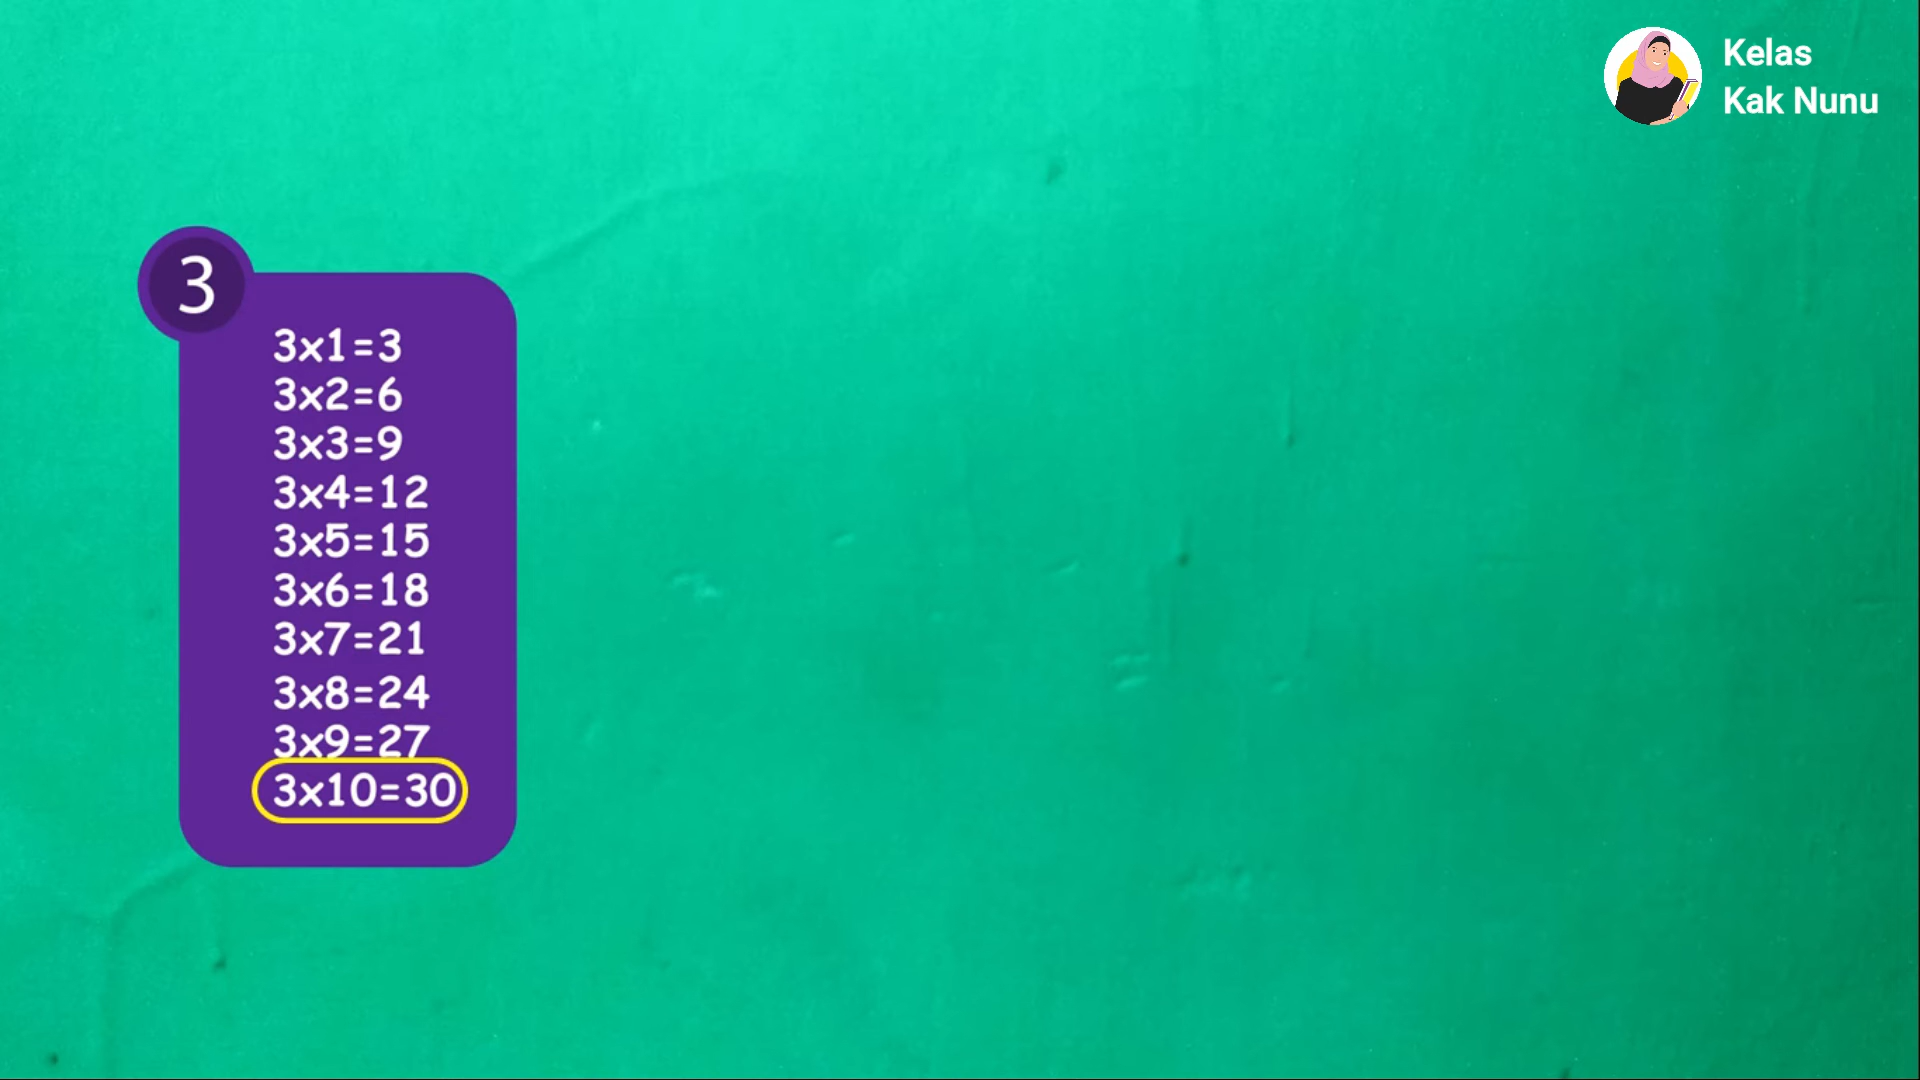 Kelas
Kak Nunu
3
3x1=3
3x2=6
3x3=9
3x4=12
3x5=15
3x6=18
3x7=21
3x8=24
3x9=27
3x10=30